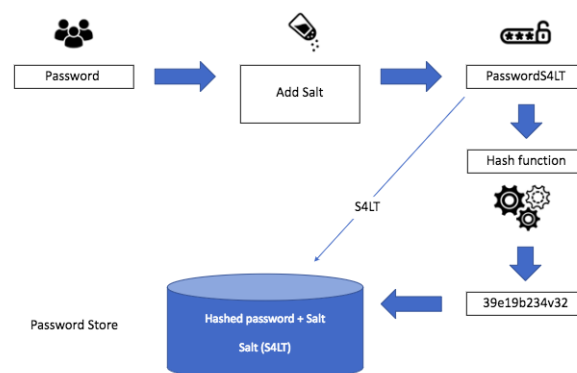 Password
Add Salt
PasswordS4LT
Hash function
S4LT
39e19b234v32
Hashed password + Salt
Salt (S4LT)
Password Store